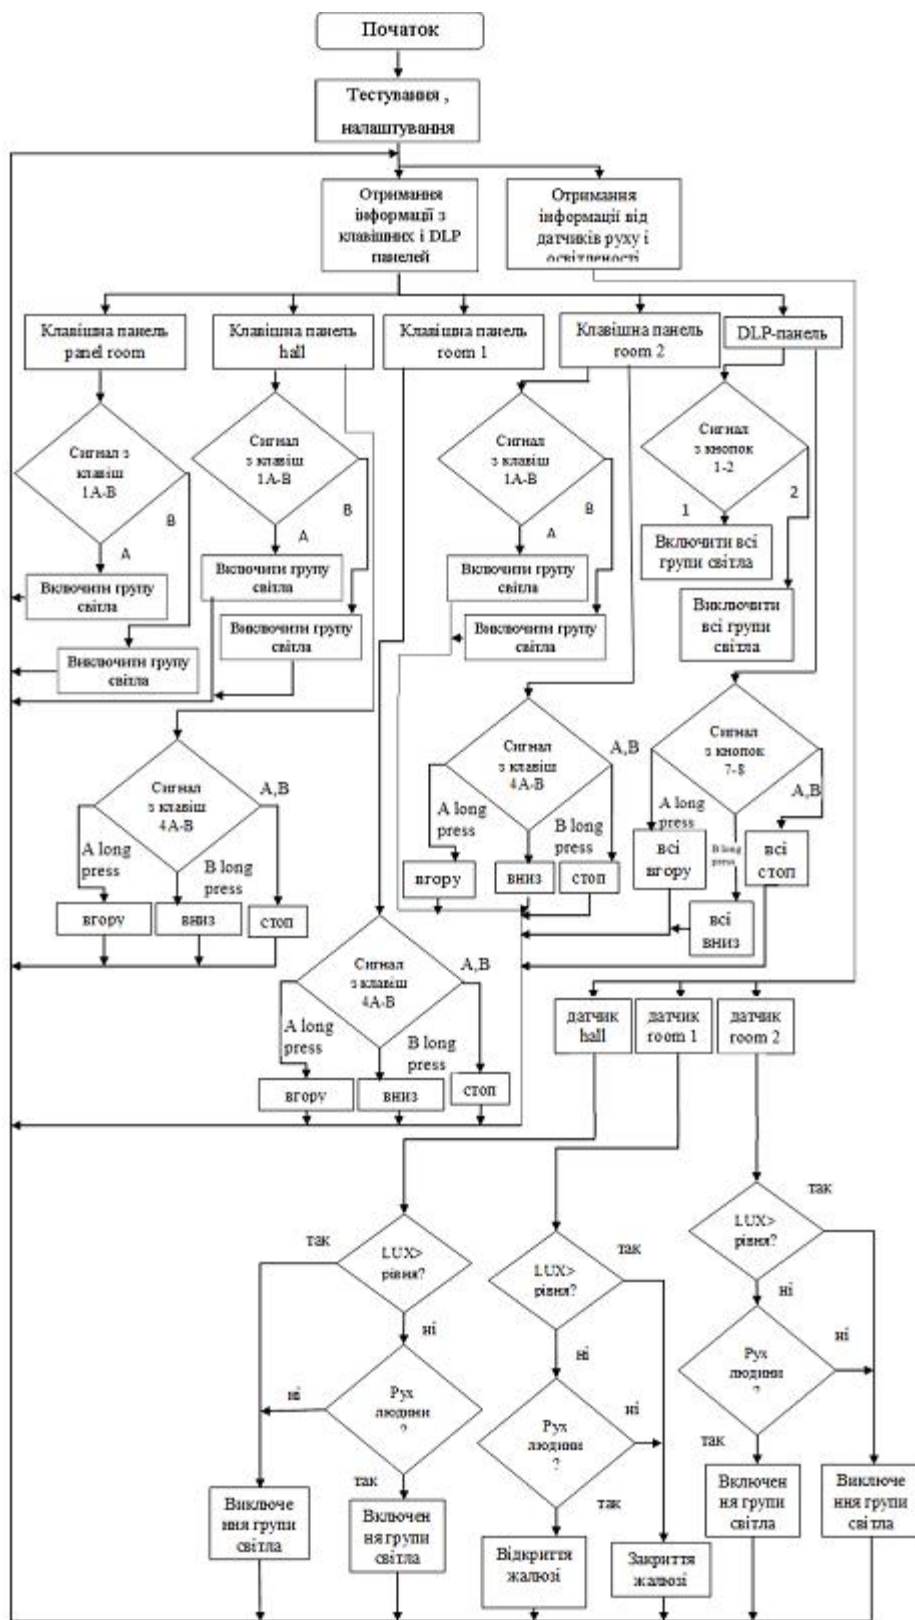 Початок
Тестування ,
налаштування
Отримання
інформації з
клавішних і DLP
панелей
Отримання
інформації від
датчиків руху і
освітленості
Клавішна панель
panel room
Клавішна панель
hall
Клавішна панель
room 1
Клавішна панель
room 2
DLP-панель
Сигнал з
клавіш
1А-В
B
A
Включити групу
світла
Виключити групу
світла
Сигнал
з клавіш
1А-В
B
A
Включити групу
світла
Виключити групу
світла
Сигнал
з клавіш
1А-В
B
A
Включити групу
світла
Виключити групу
світла
Сигнал
з кнопок
1-2
1
2
Включити всі
групи світла
Виключити
всі групи
світла
Сигнал
з клавіш
4А-В
A,B
A long
press
B long
press
вгору
вниз
стоп
Сигнал
з клавіш
4А-В
A,B
A long
press
B long
press
вгору
вниз
стоп
Сигнал
з кнопок
7-8
A,B
A long
press
B long
press
всі
вгору
всі
стоп
всі
вниз
Сигнал
з клавіш
4А-В
A,B
A long
press
B long
press
вгору
вниз
стоп
датчик
hall
датчик
room 1
датчик
room 2
LUX>
рівня?
так
ні
Рух
людини
?
ні
так
Виключе
ння групи
світла
Включен
ня групи
світла
LUX>
рівня?
так
ні
Рух
людини
?
ні
так
Відкриття
жалюзі
Закриття
жалюзі
LUX>
рівня?
так
ні
Рух
людини
?
ні
так
Включен
ня групи
світла
Виключе
ння групи
світла